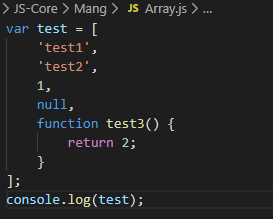 > JS-Core > Mang > JS Array.js > ...
var test = [
    'test1',
    'test2',
    1,
    null,
    function test3() {
        return 2;
    }
];
console.log(test);